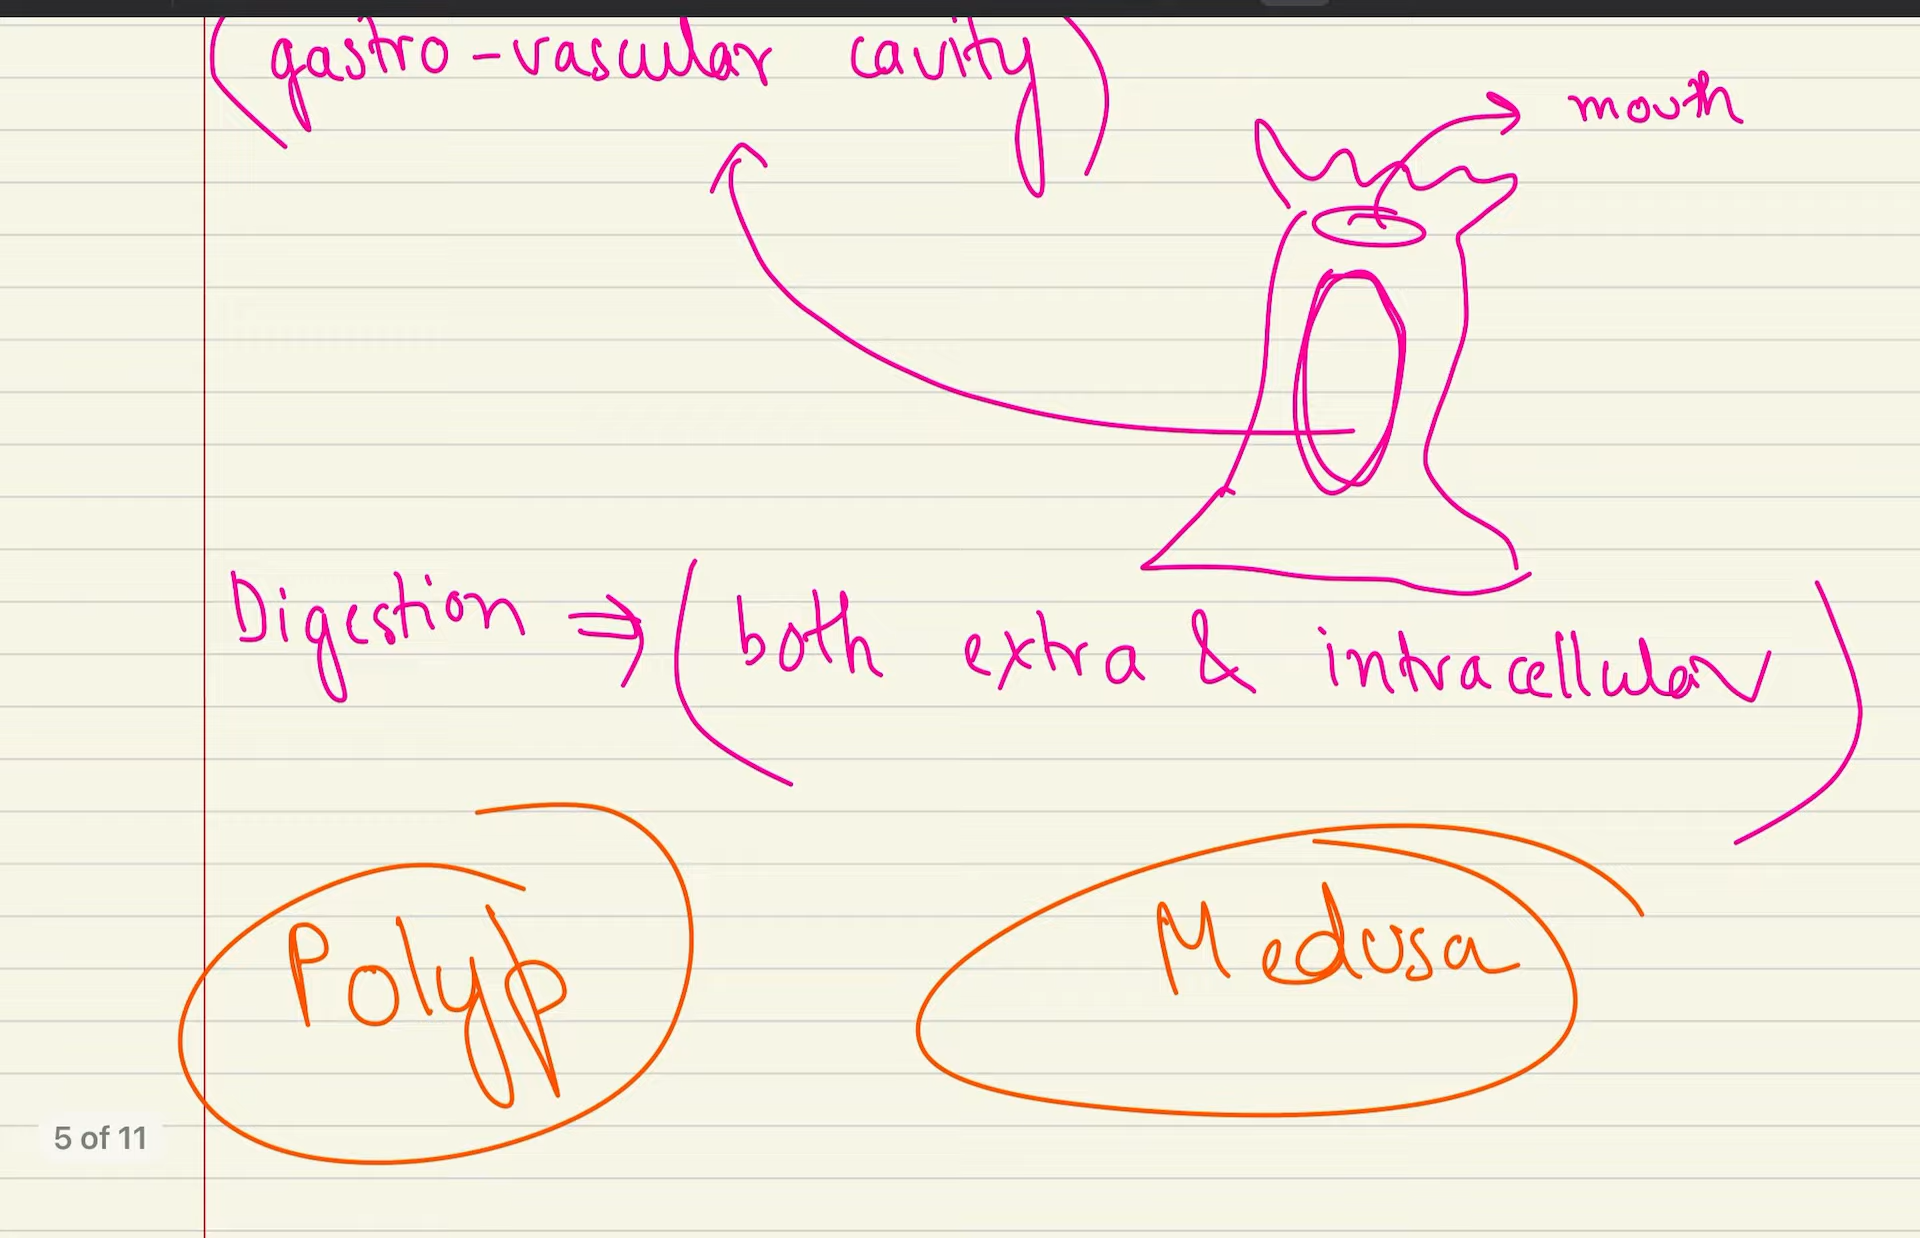 (gastro-vascular cavity)
mouth
Digestion ⇒ (both extra & intracellular)
Polyp Medusa
5 of 11